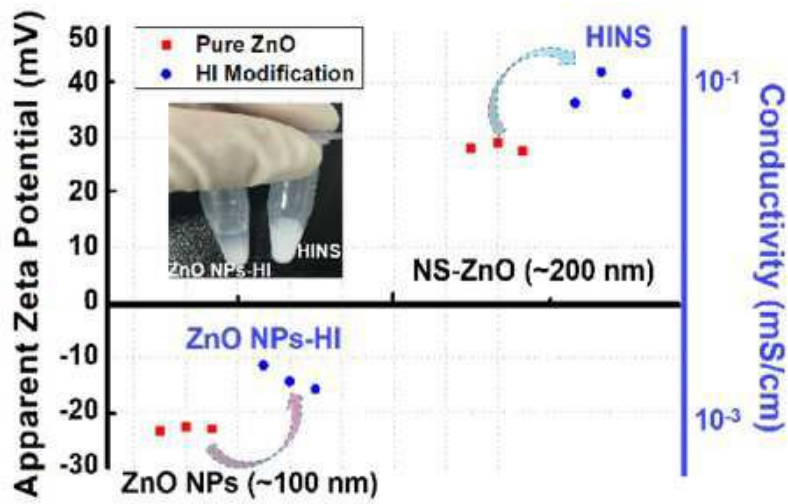 Apparent Zeta Potential (mV)
50
40
30
20
10
0
-10
-20
-30
Pure ZnO
HI Modification
ZnO NPs-HI
HINS
HINS
NS-ZnO (~200 nm)
ZnO NPs-HI
ZnO NPs (~100 nm)
10-1
10-3
Conductivity (mS/cm)